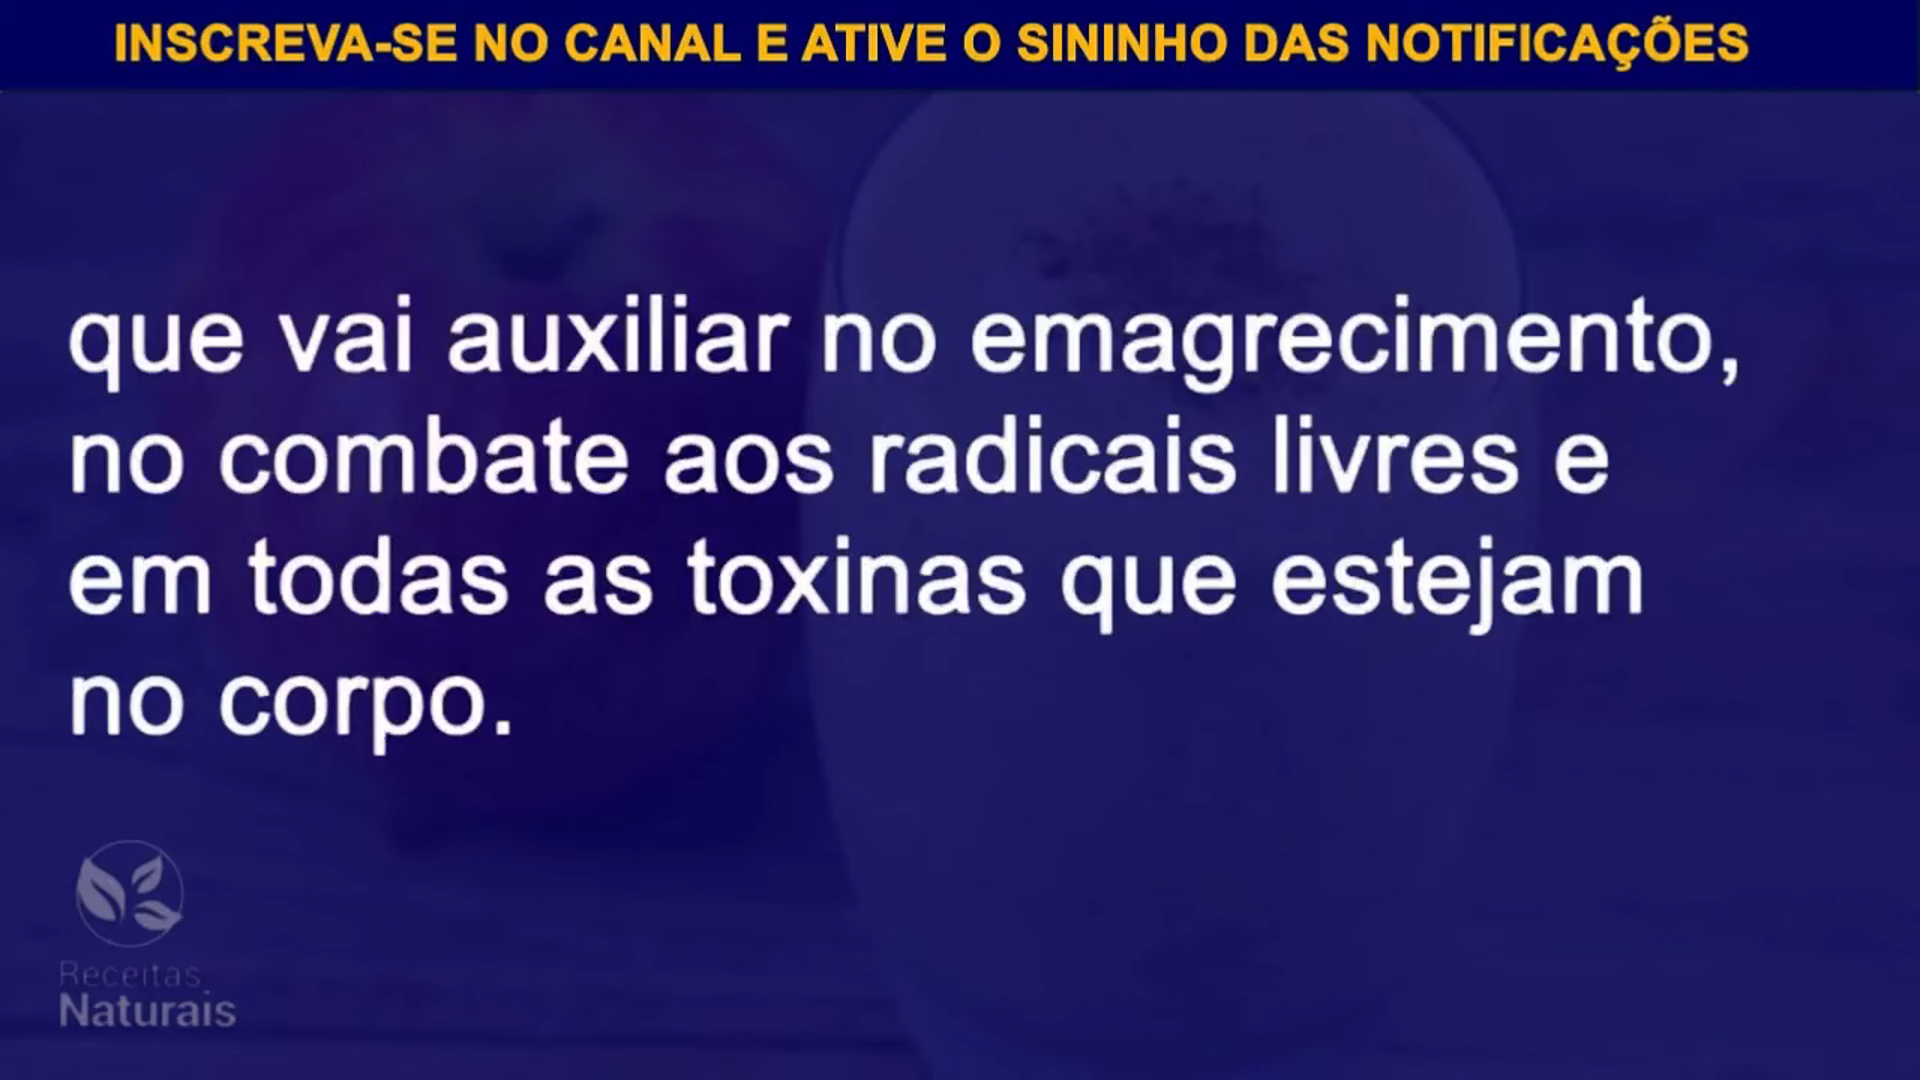 INSCREVA-SE NO CANAL E ATIVE O SININHO DAS NOTIFICAÇÕES
que vai auxiliar no emagrecimento,
no combate aos radicais livres e
em todas as toxinas que estejam
no corpo.
Receitas
Naturais